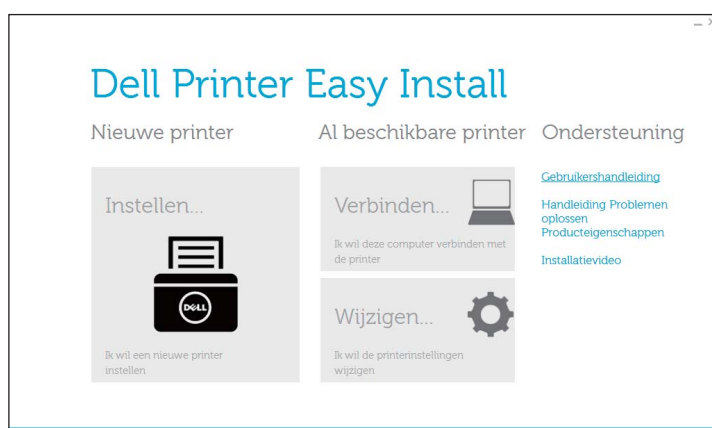 Dell Printer Easy Install
Nieuwe printer
Instellen...
DELL
Ik wil een nieuwe printer
instellen
Al beschikbare printer
Verbinden...
Ik wil deze computer verbinden met
de printer
Wijzigen...
Ik wil de printerinstellingen
wijzigen
Ondersteuning
Gebruikershandleiding
Handleiding Problemen
oplossen
Producteigenschappen
Installatievideo